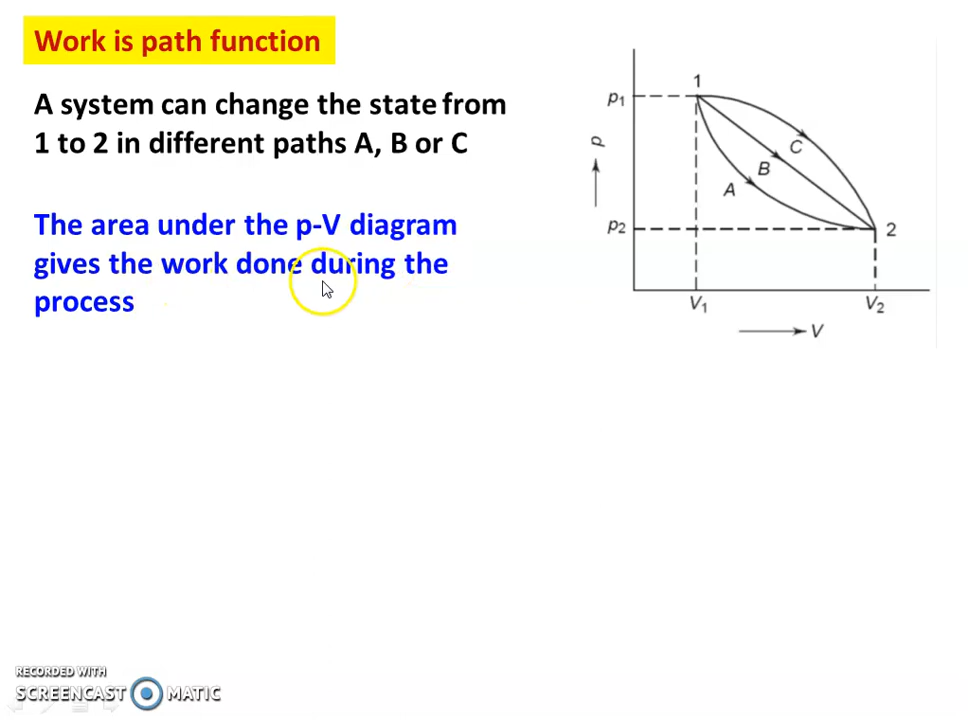 Work is path function
A system can change the state from
1 to 2 in different paths A, B or C
The area under the p-V diagram
gives the work done during the
process
1
p1
p
C
B
A
p2
2
V1
V2
V
RECORDED WITH
SCREENCAST MATIC